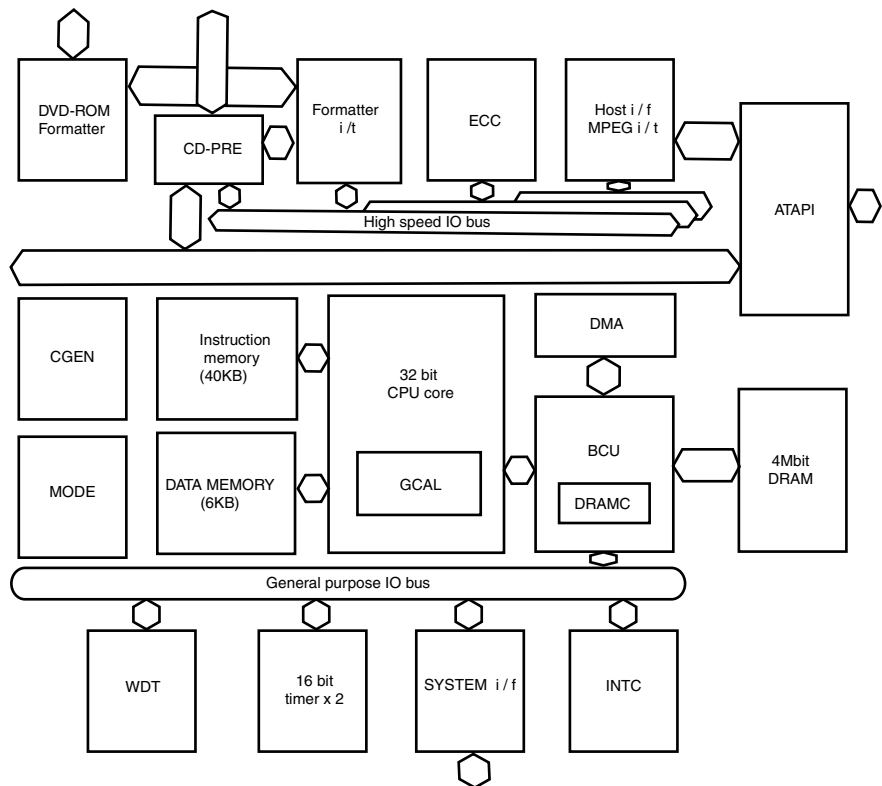 DVD-ROM
Formatter
CD-PRE
Formatter
i /t
ECC
Host i / f
MPEG i / t
ATAPI
High speed IO bus
CGEN
Instruction
memory
(40KB)
32 bit
CPU core
DMA
MODE
DATA MEMORY
(6KB)
GCAL
BCU
DRAMC
4Mbit
DRAM
General purpose IO bus
WDT
16 bit
timer x 2
SYSTEM i / f
INTC